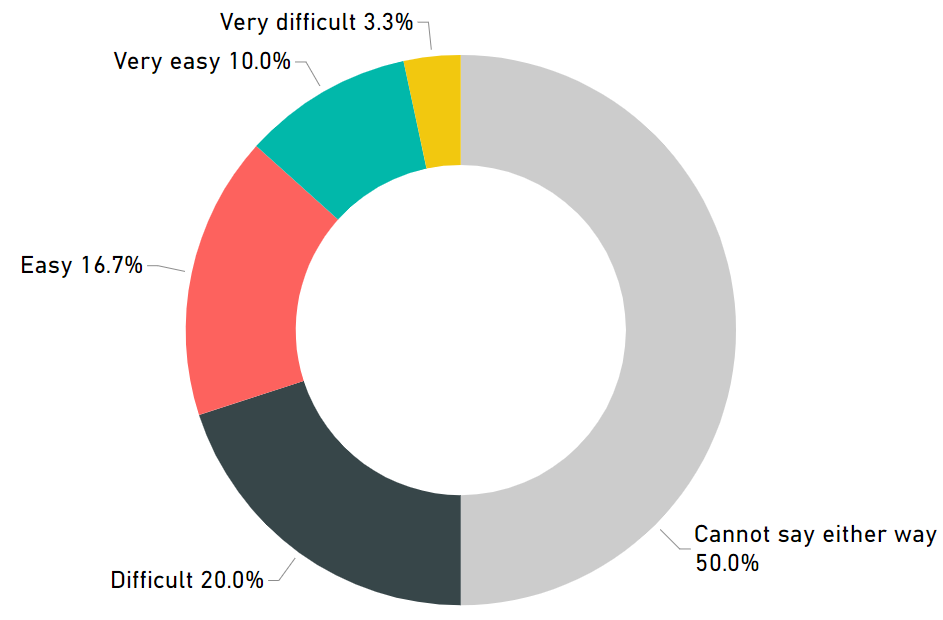 Very difficult 3.3%
Very easy 10.0%
Easy 16.7%
Cannot say either way
50.0%
Difficult 20.0%